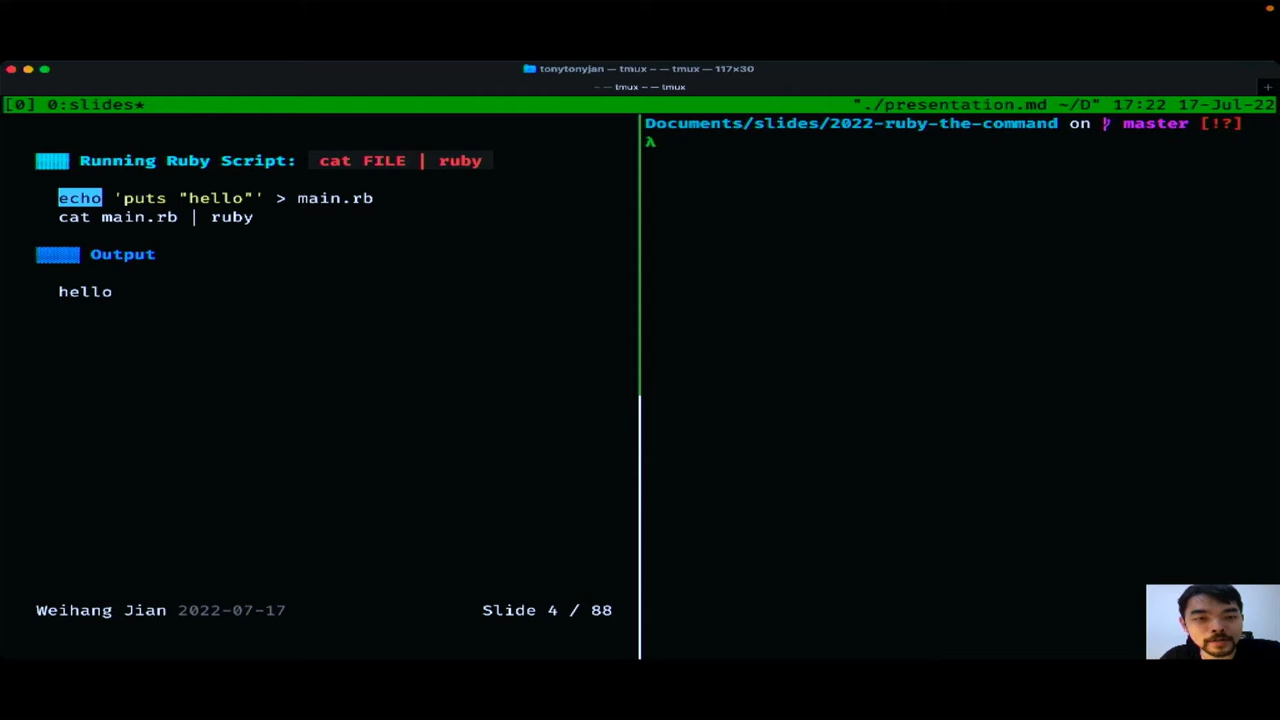 tonytonyjan — tmux ◂ — tmux — 117×30
tmux ◂ — tmux
[0] 0:slides* "./presentation.md ~/D" 17:22 17-Jul-22
Running Ruby Script: cat FILE | ruby
echo 'puts "hello"' > main.rb
cat main.rb | ruby
Output
hello
Weihang Jian 2022-07-17 Slide 4 / 88
Documents/slides/2022-ruby-the-command on master [!?]
λ